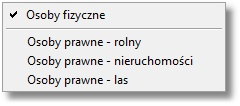 Osoby fizyczne
Osoby prawne - rolny
Osoby prawne - nieruchomości
Osoby prawne - las